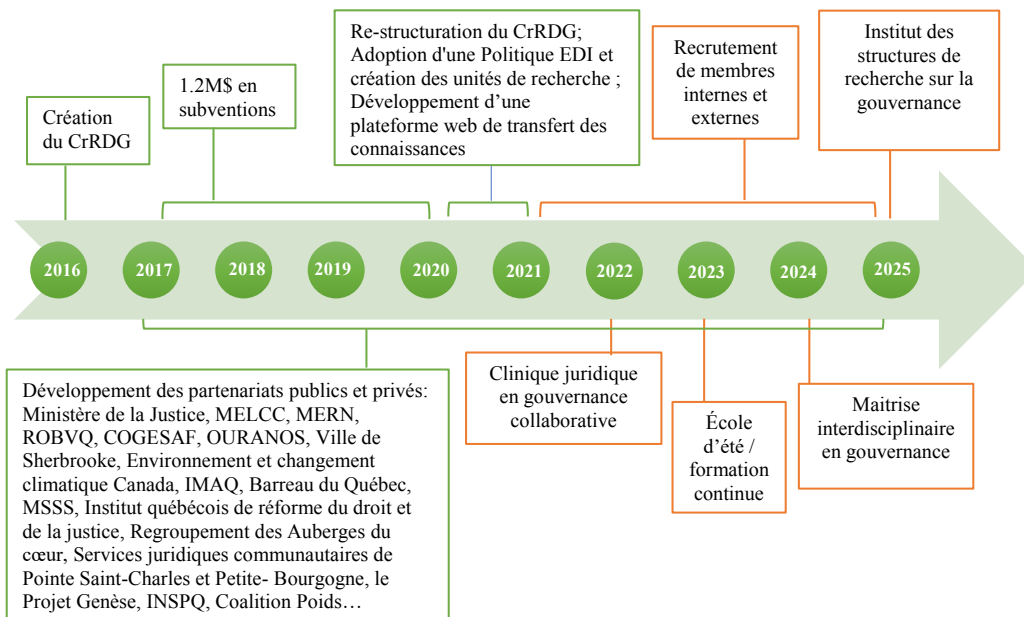 Création
du CrRDG
1.2M$ en
subventions
Re-structuration du CrRDG;
Adoption d'une Politique EDI et
création des unités de recherche ;
Développement d’une
plateforme web de transfert des
connaissances
Recrutement
de membres
internes et
externes
Institut des
structures de
recherche sur la
gouvernance
2016
2017
2018
2019
2020
2021
2022
2023
2024
2025
Développement des partenariats publics et privés:
Ministère de la Justice, MELCC, MERN,
ROBVQ, COGESAF, OURANOS, Ville de
Sherbrooke, Environnement et changement
climatique Canada, IMAQ, Barreau du Québec,
MSSS, Institut québécois de réforme du droit et
de la justice, Regroupement des Auberges du
cœur, Services juridiques communautaires de
Pointe Saint-Charles et Petite- Bourgogne, le
Projet Genèse, INSPQ, Coalition Poids…
Clinique juridique
en gouvernance
collaborative
École
d’été /
formation
continue
Maitrise
interdisciplinaire
en gouvernance